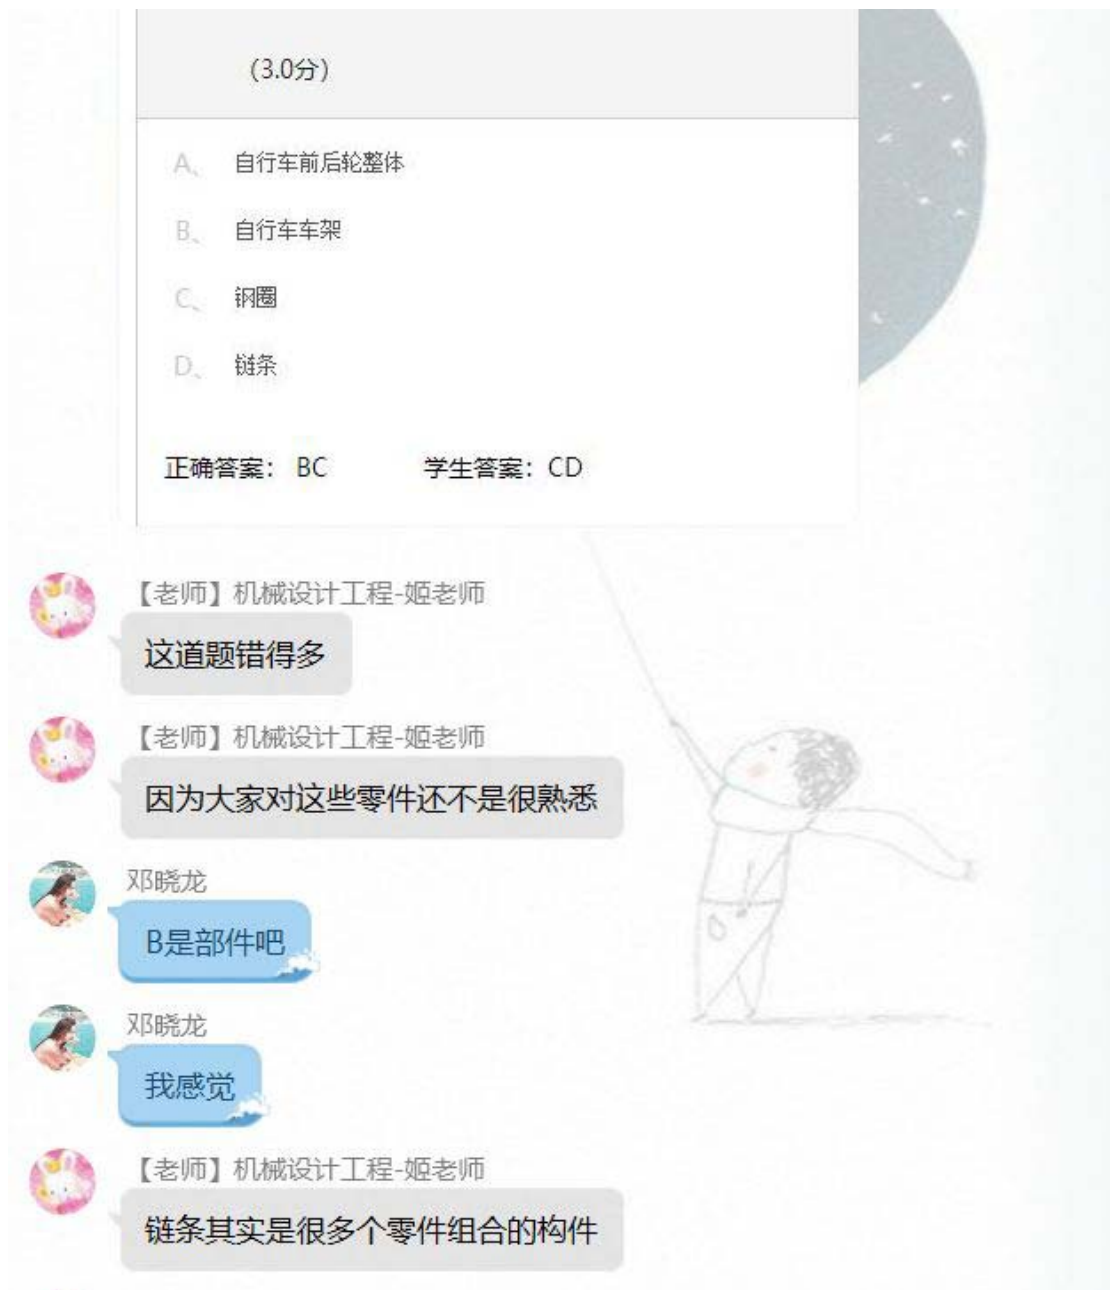 (3.0分)
A、 自行车前后轮整体
B、 自行车车架
C、 钢圈
D、 链条
正确答案： BC 学生答案：CD
【老师】机械设计工程-姬老师
这道题错得多
【老师】机械设计工程-姬老师
因为大家对这些零件还不是很熟悉
邓晓龙
B是部件吧
邓晓龙
我感觉
【老师】机械设计工程-姬老师
链条其实是很多个零件组合的构件